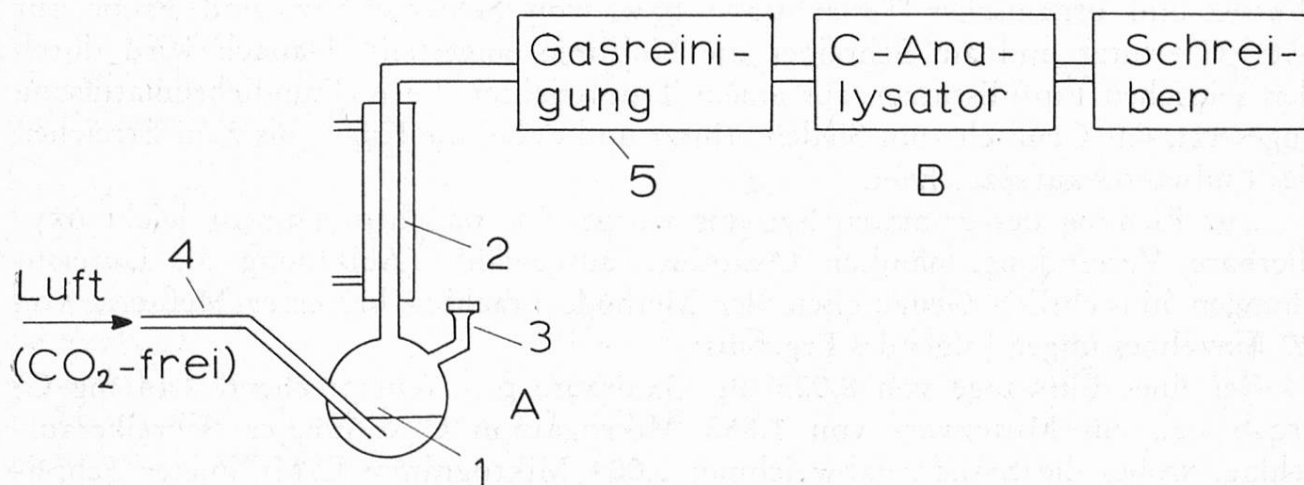 Gasreini-
gung
C-Ana-
lysator
Schrei-
ber
5
B
2
4
Luft
(CO₂-frei)
3
A
1